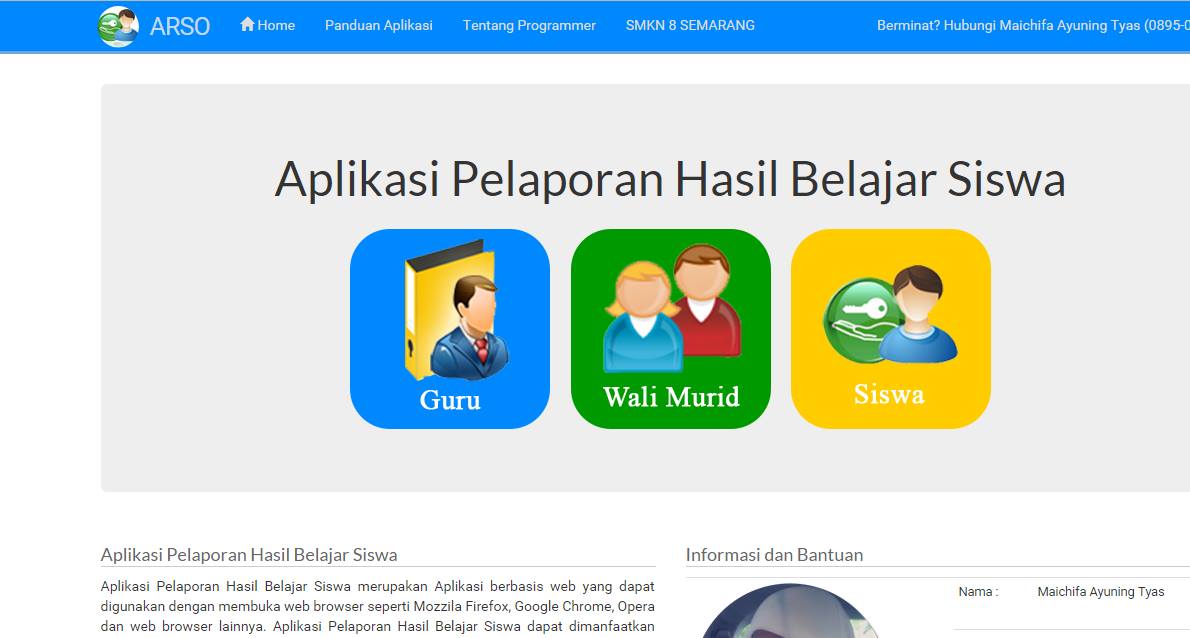 ARSO Home Panduan Aplikasi Tentang Programmer SMKN 8 SEMARANG Berminat? Hubungi Maichifa Ayuning Tyas (0895-0
Aplikasi Pelaporan Hasil Belajar Siswa
Guru
Wali Murid
Siswa
Aplikasi Pelaporan Hasil Belajar Siswa
Aplikasi Pelaporan Hasil Belajar Siswa merupakan Aplikasi berbasis web yang dapat
digunakan dengan membuka web browser seperti Mozzila Firefox, Google Chrome, Opera
dan web browser lainnya. Aplikasi Pelaporan Hasil Belajar Siswa dapat dimanfaatkan
Informasi dan Bantuan
Nama : Maichifa Ayuning Tyas